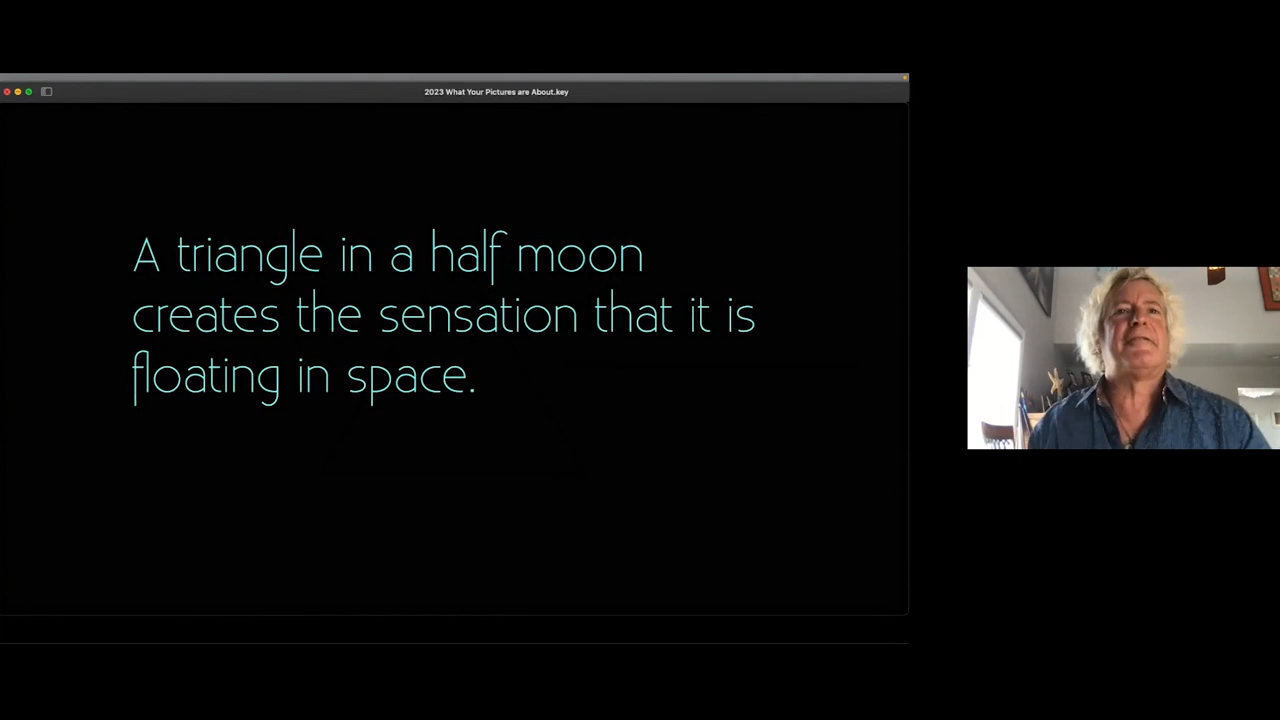 2023 What Your Pictures are About.key
A triangle in a half moon
creates the sensation that it is
floating in space.